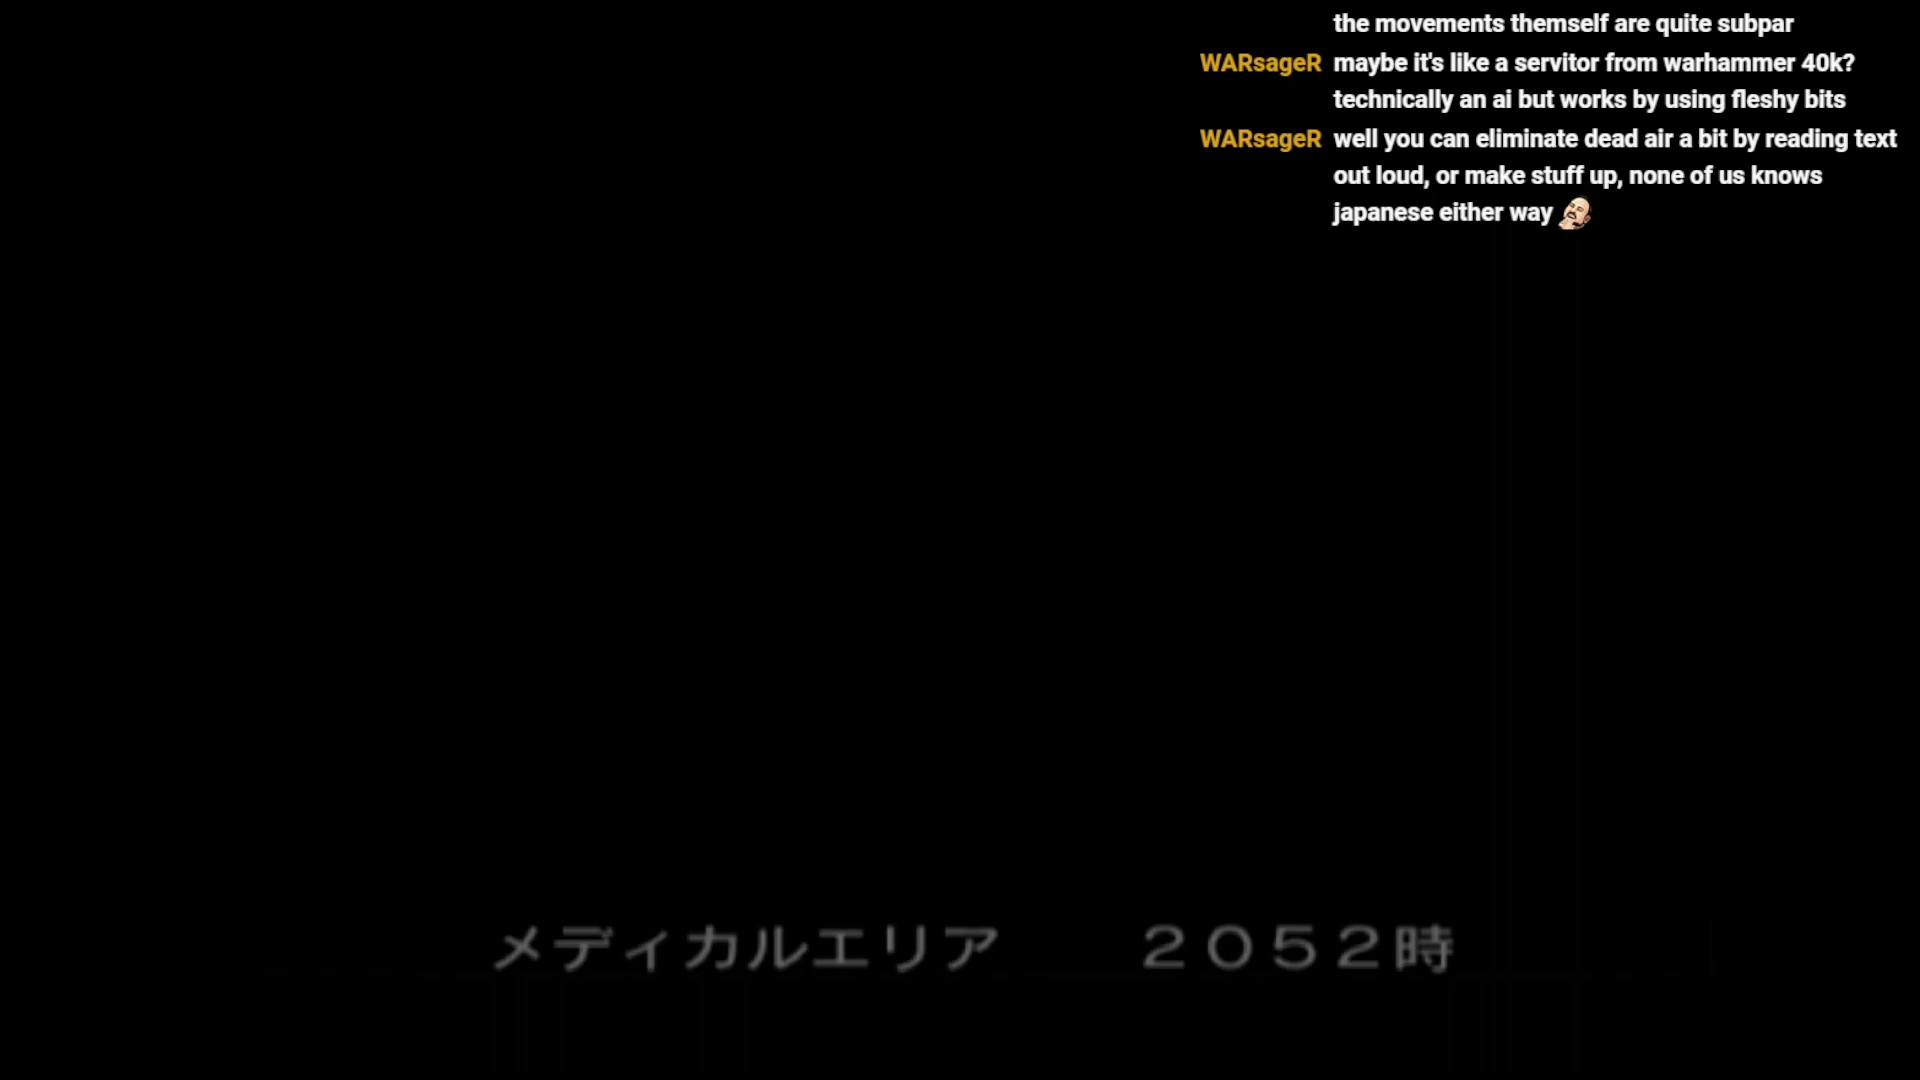 the movements themself are quite subpar
WARsageR maybe it's like a servitor from warhammer 40k?
technically an ai but works by using fleshy bits
WARsageR well you can eliminate dead air a bit by reading text
out loud, or make stuff up, none of us knows
japanese either way
メディカルエリア　　２０５２時